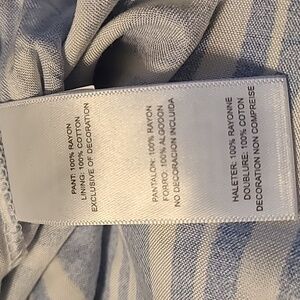 PANT: 100% RAYON
LINING: 100% COTTON
EXCLUSIVE OF DECORATION
PANTALON: 100% RAYON
FORRO: 100% ALGODON
NO DECORACION INCLUIDA
HALETER: 100% RAYONNE
DOUBLURE: 100% COTON
DECORATION NON COMPREISE